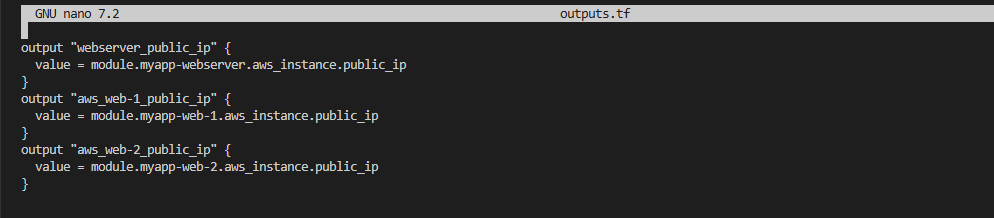 GNU nano 7.2 outputs.tf
output "webserver_public_ip" {
  value = module.myapp-webserver.aws_instance.public_ip
}
output "aws_web-1_public_ip" {
  value = module.myapp-web-1.aws_instance.public_ip
}
output "aws_web-2_public_ip" {
  value = module.myapp-web-2.aws_instance.public_ip
}